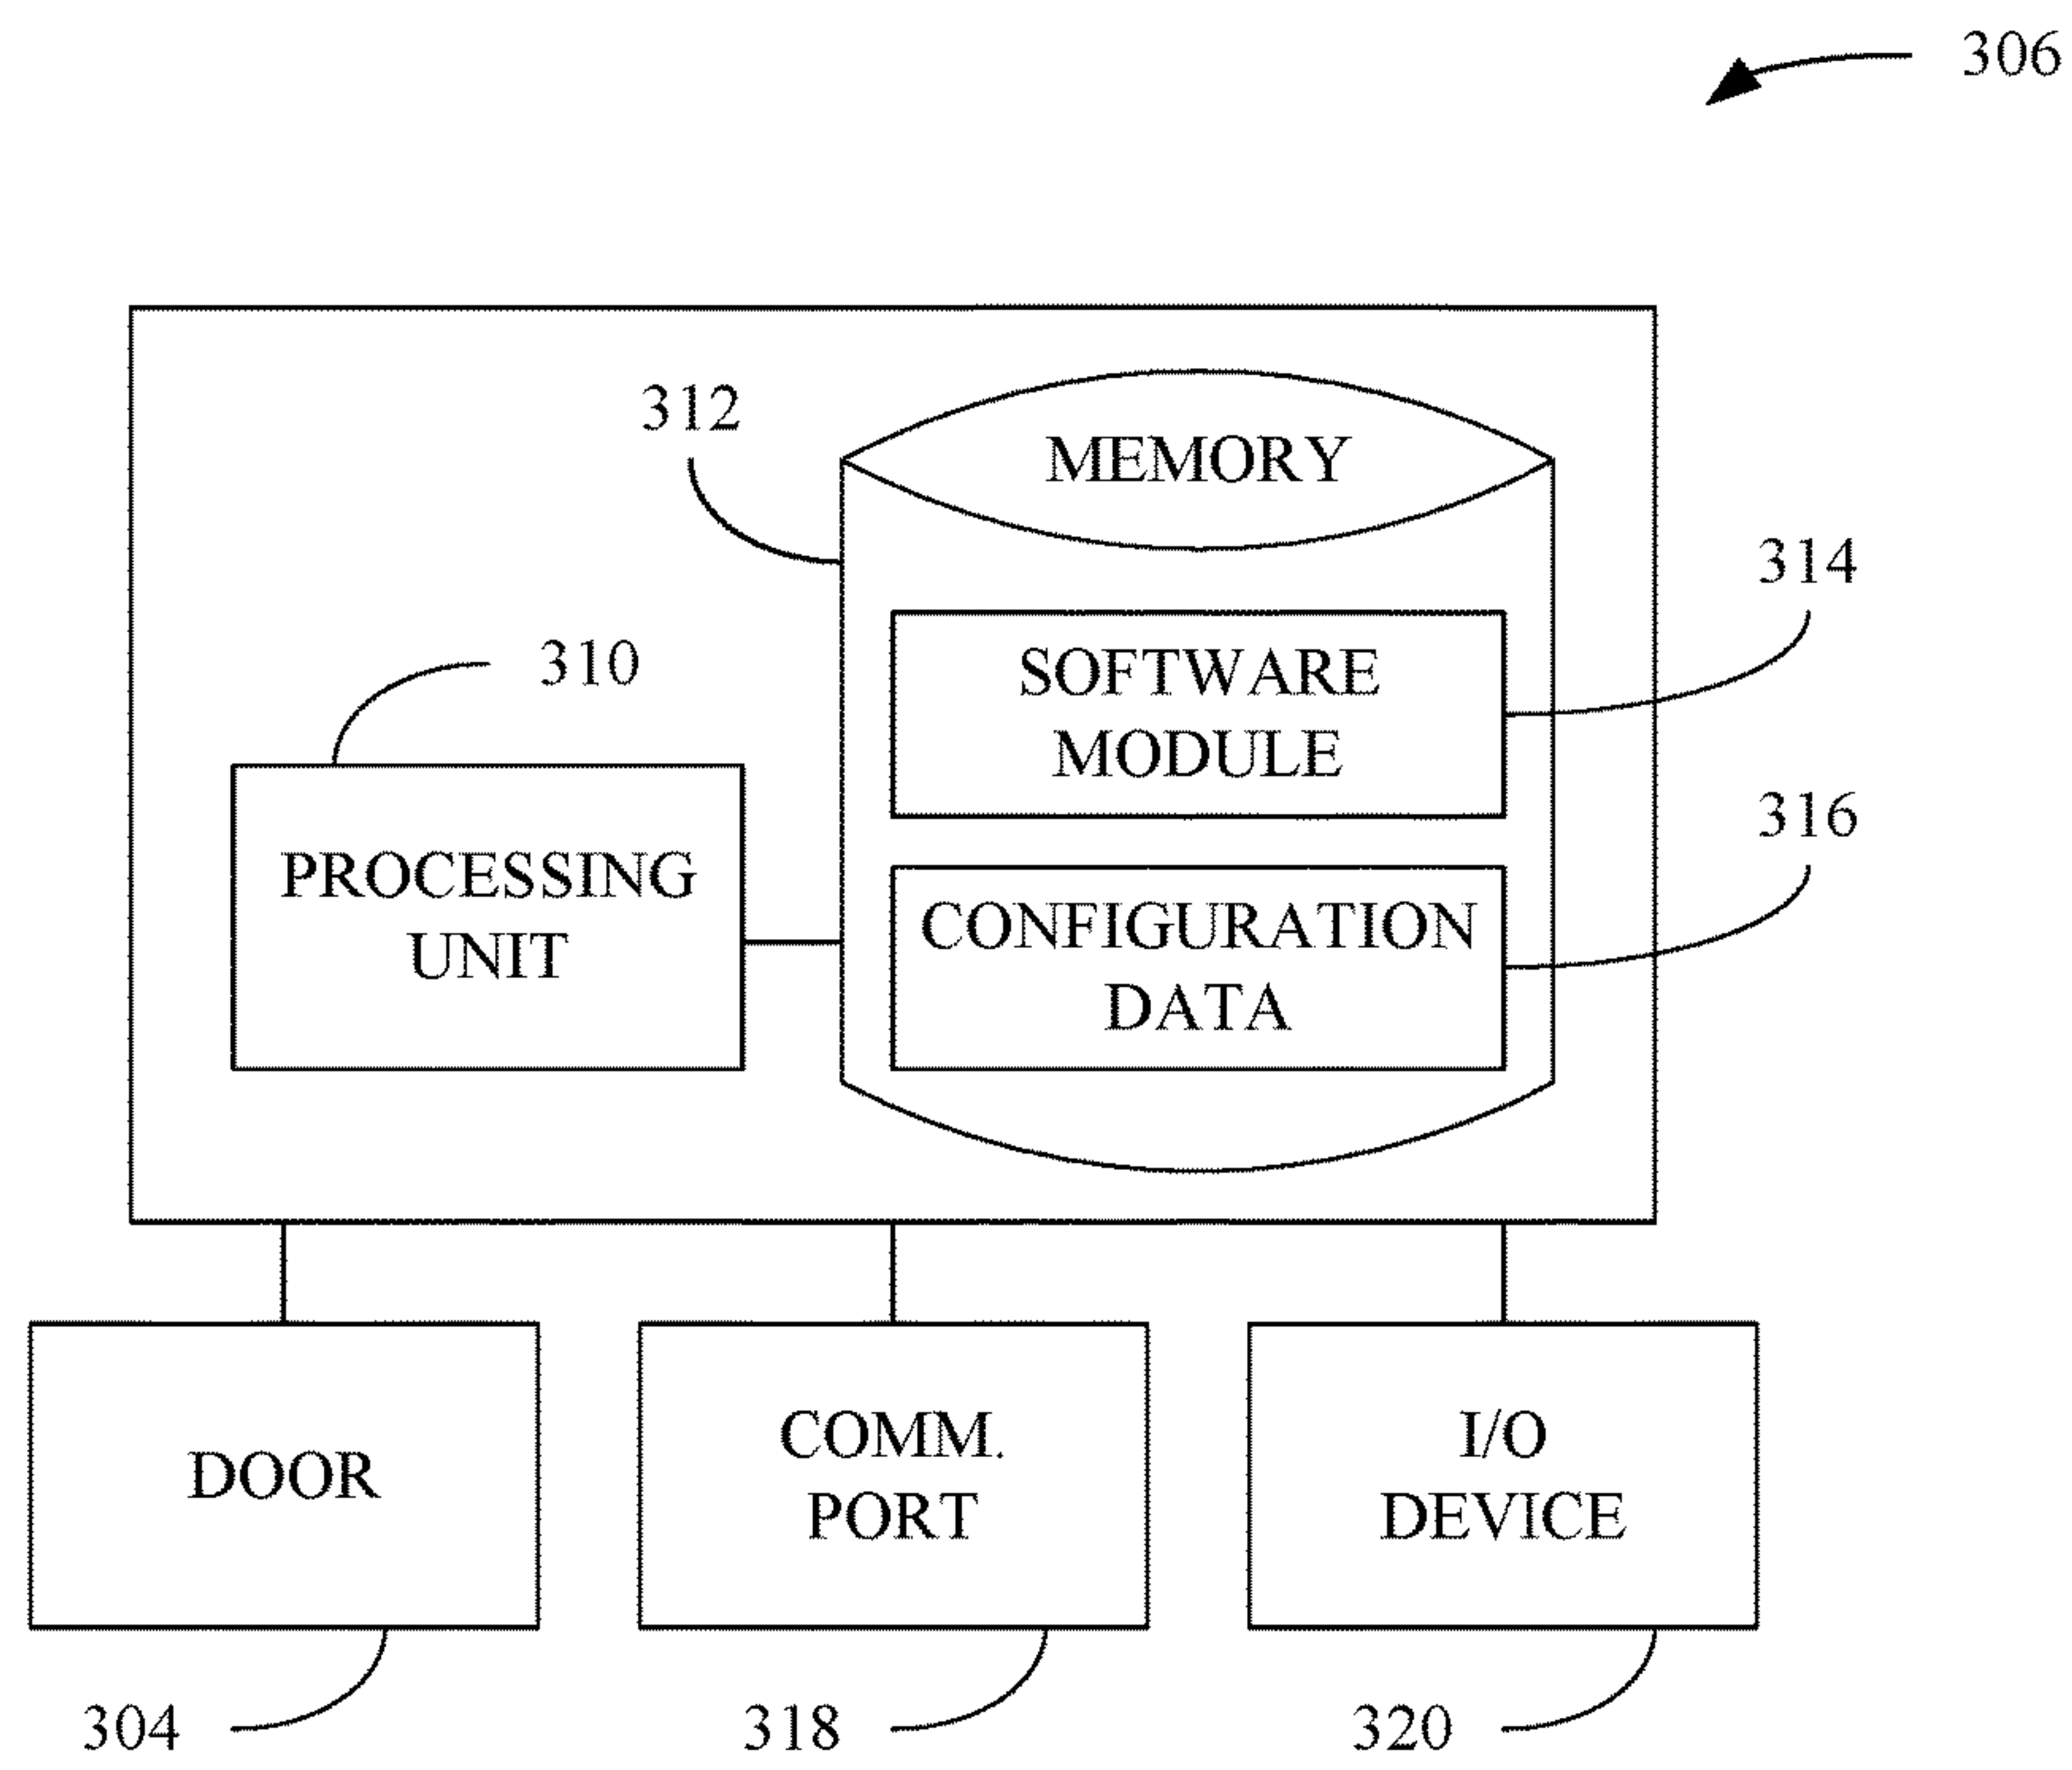 306
312
MEMORY
314
SOFTWARE
MODULE
310
316
PROCESSING
UNIT
CONFIGURATION
DATA
DOOR
COMM.
PORT
I/O
DEVICE
304
318
320